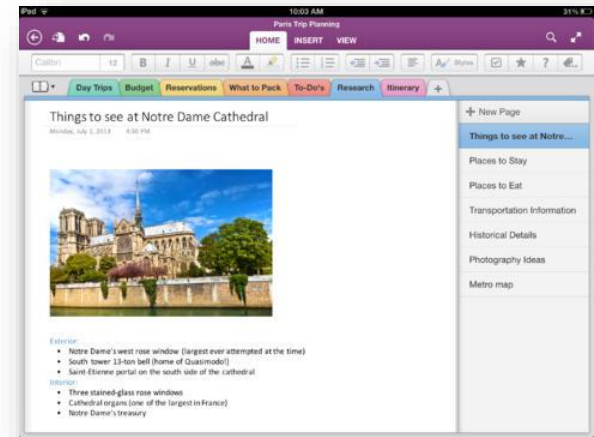 iPad
10:03 AM
31%
Paris Trip Planning
HOME INSERT VIEW
Calibri 12 B I U abc A Styles ?
Day Trips Budget Reservations What to Pack To-Do's Research Itinerary +
Things to see at Notre Dame Cathedral
Monday, July 1, 2013 4:36 PM
Exterior:
• Notre Dame's west rose window (largest ever attempted at the time)
• South tower 13-ton bell (home of Quasimodo!)
• Saint-Etienne portal on the south side of the cathedral
Interior:
• Three stained-glass rose windows
• Cathedral organs (one of the largest in France)
• Notre Dame's treasury
+ New Page
Things to see at Notre...
Places to Stay
Places to Eat
Transportation Information
Historical Details
Photography Ideas
Metro map